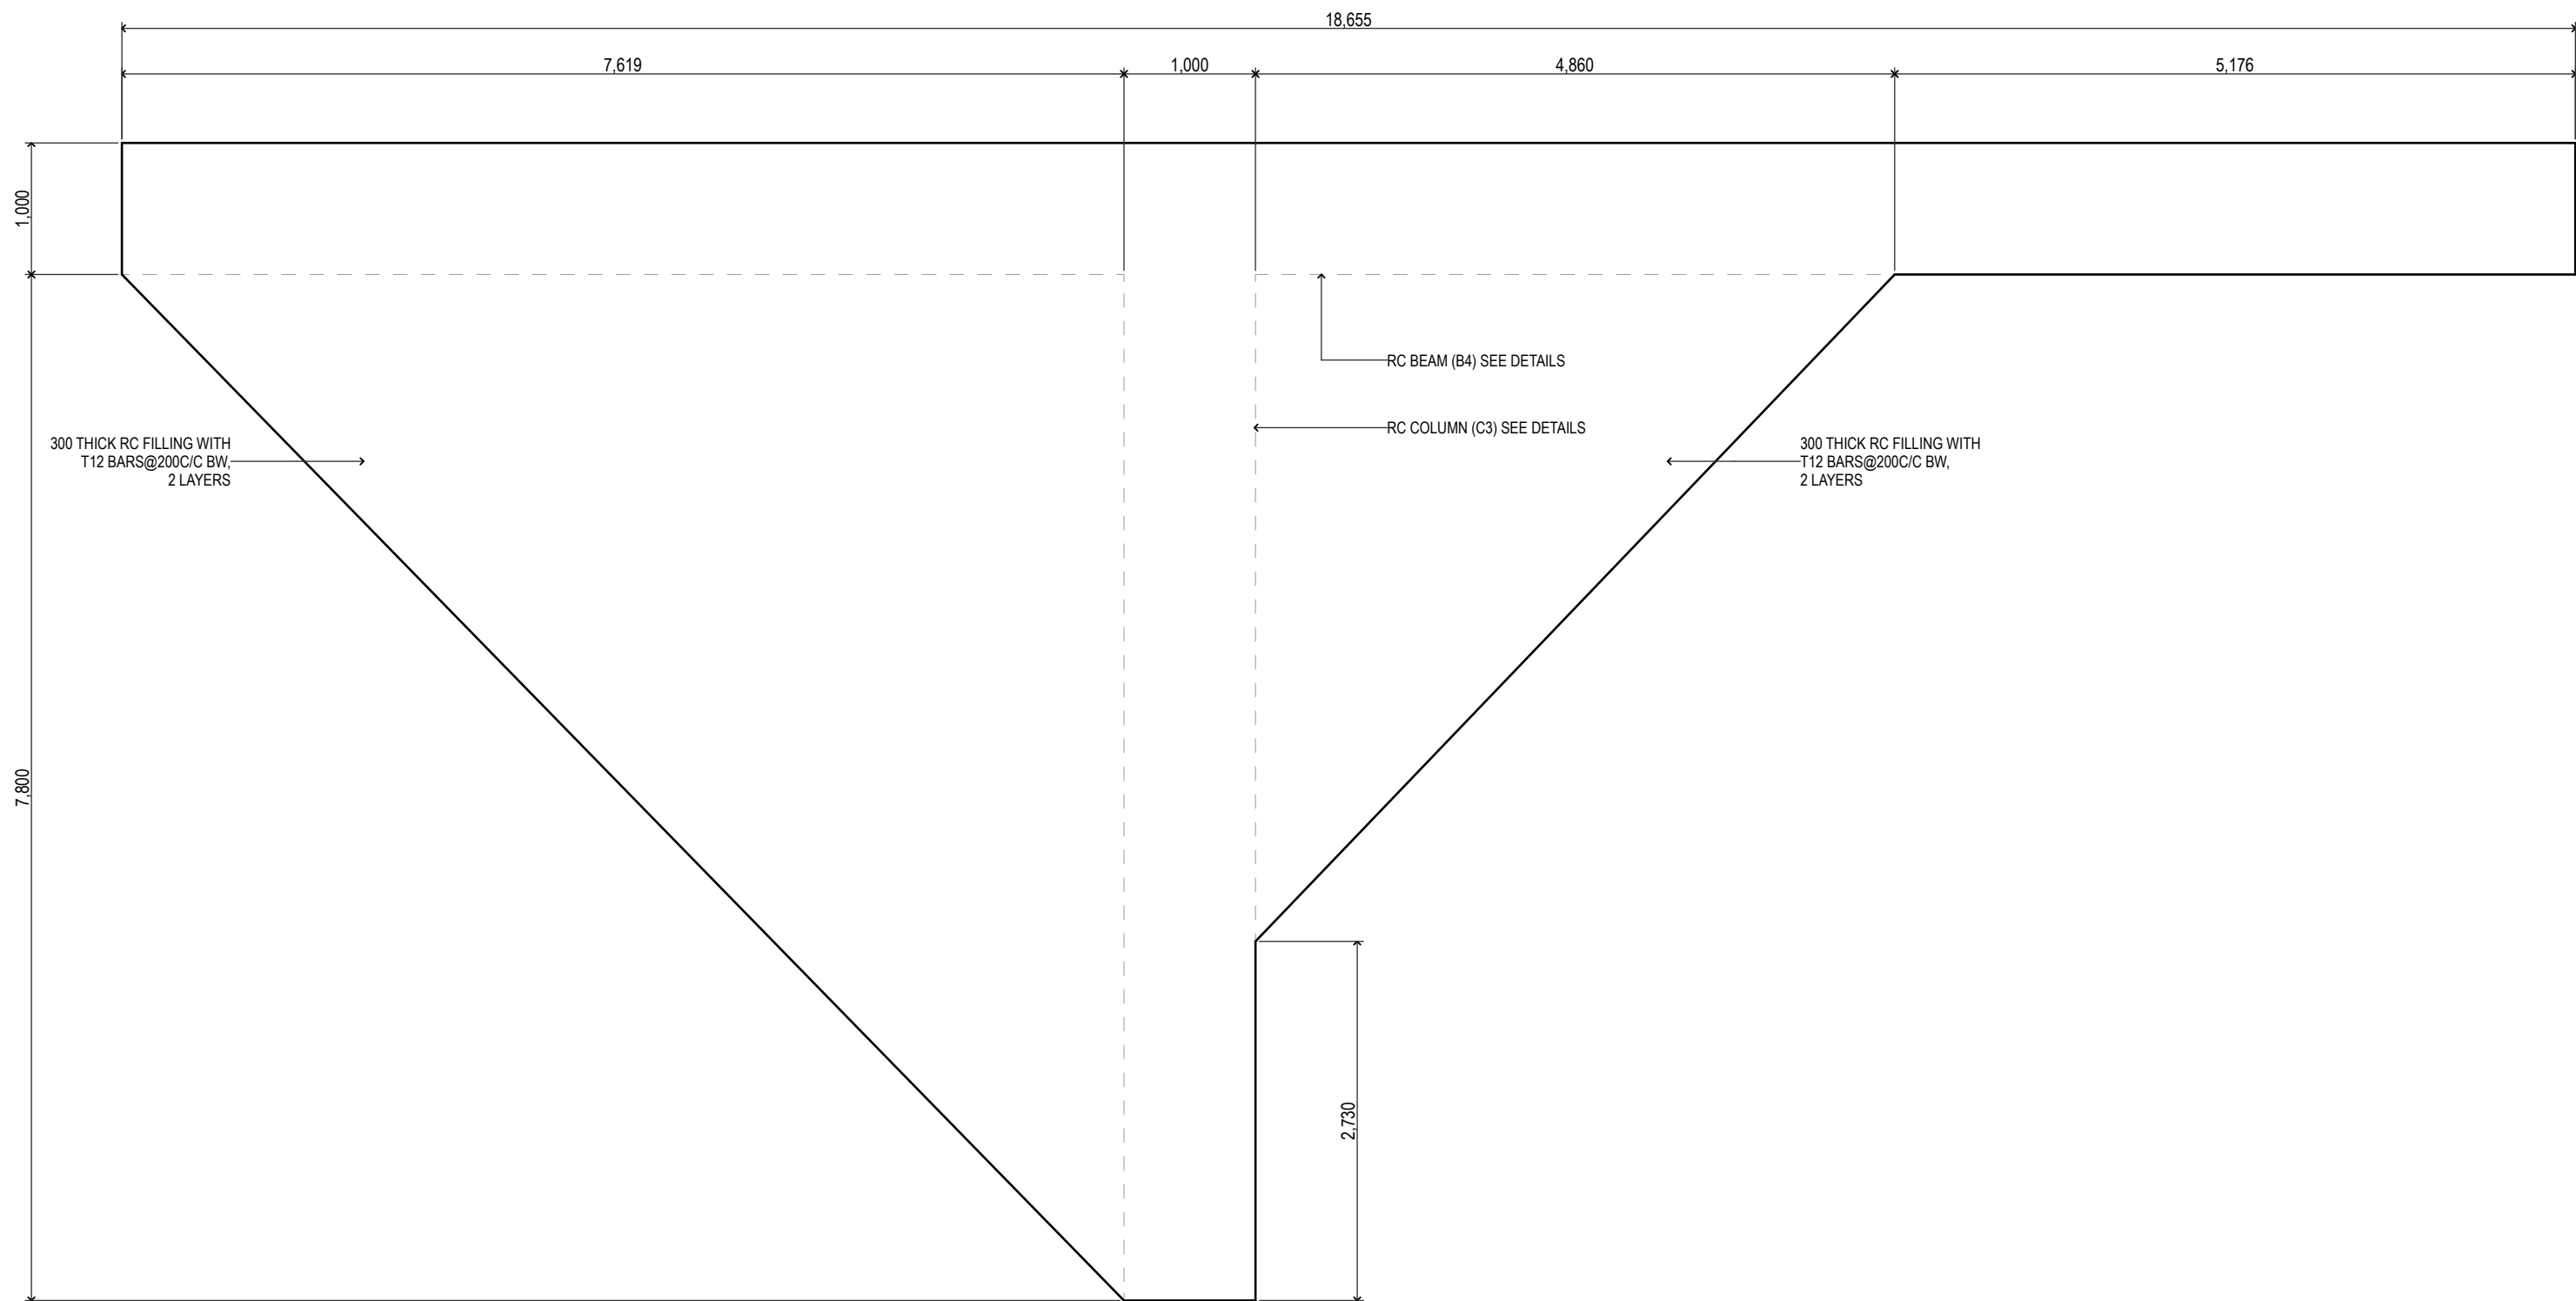 18,655
7,619
1,000
4,860
5,176
1,000
RC BEAM (B4) SEE DETAILS
RC COLUMN (C3) SEE DETAILS
300 THICK RC FILLING WITH
T12 BARS@200C/C BW,
2 LAYERS
300 THICK RC FILLING WITH
T12 BARS@200C/C BW,
2 LAYERS
7,800
2,730